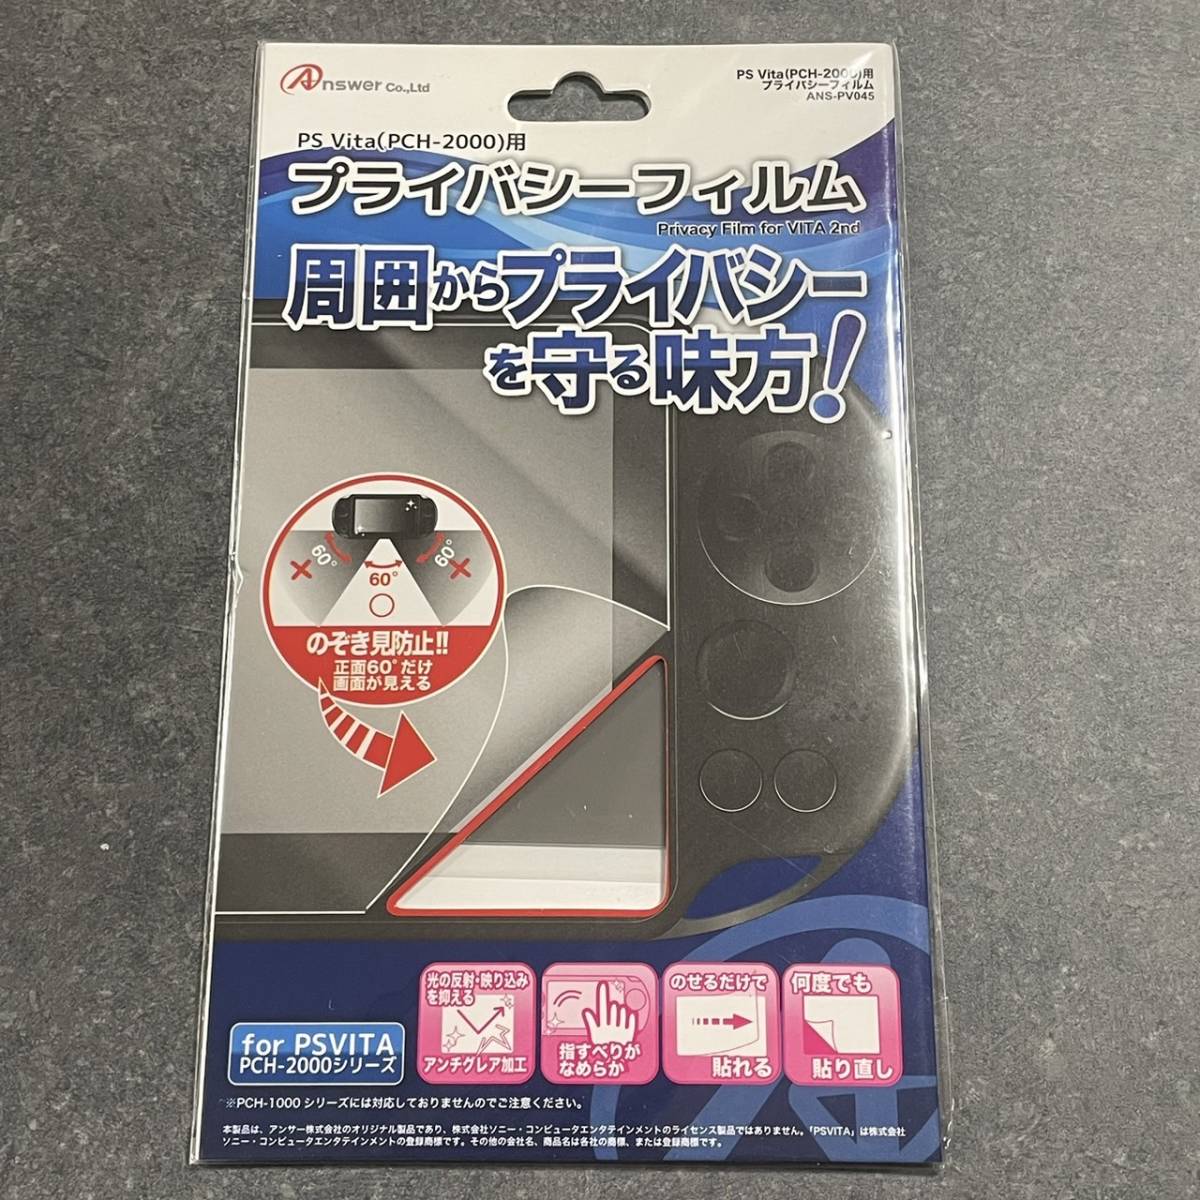 Answer Co.,Ltd
PS Vita(PCH-2000)用
プライバシーフィルム
ANS-PV045
PS Vita(PCH-2000)用
プライバシーフィルム
Privacy Film for VITA 2nd
周囲からプライバシー
を守る味方!
60°
60°
60°
のぞき見防止!!
正面60°だけ
画面が見える
光の反射・映り込み
を抑える
アンチグレア加工
指すべりが
なめらか
のせるだけで
貼れる
何度でも
貼り直し
for PSVITA
PCH-2000シリーズ
※PCH-1000 シリーズには対応しておりませんのでご注意ください。
本製品は、アンサー株式会社のオリジナル製品であり、株式会社ソニー・コンピュータエンタテインメントのライセンス製品ではありません。「PSVITA」は株式会社
ソニー・コンピュータエンタテインメントの登録商標です。その他の会社名、商品名は各社の商標、または登録商標です。